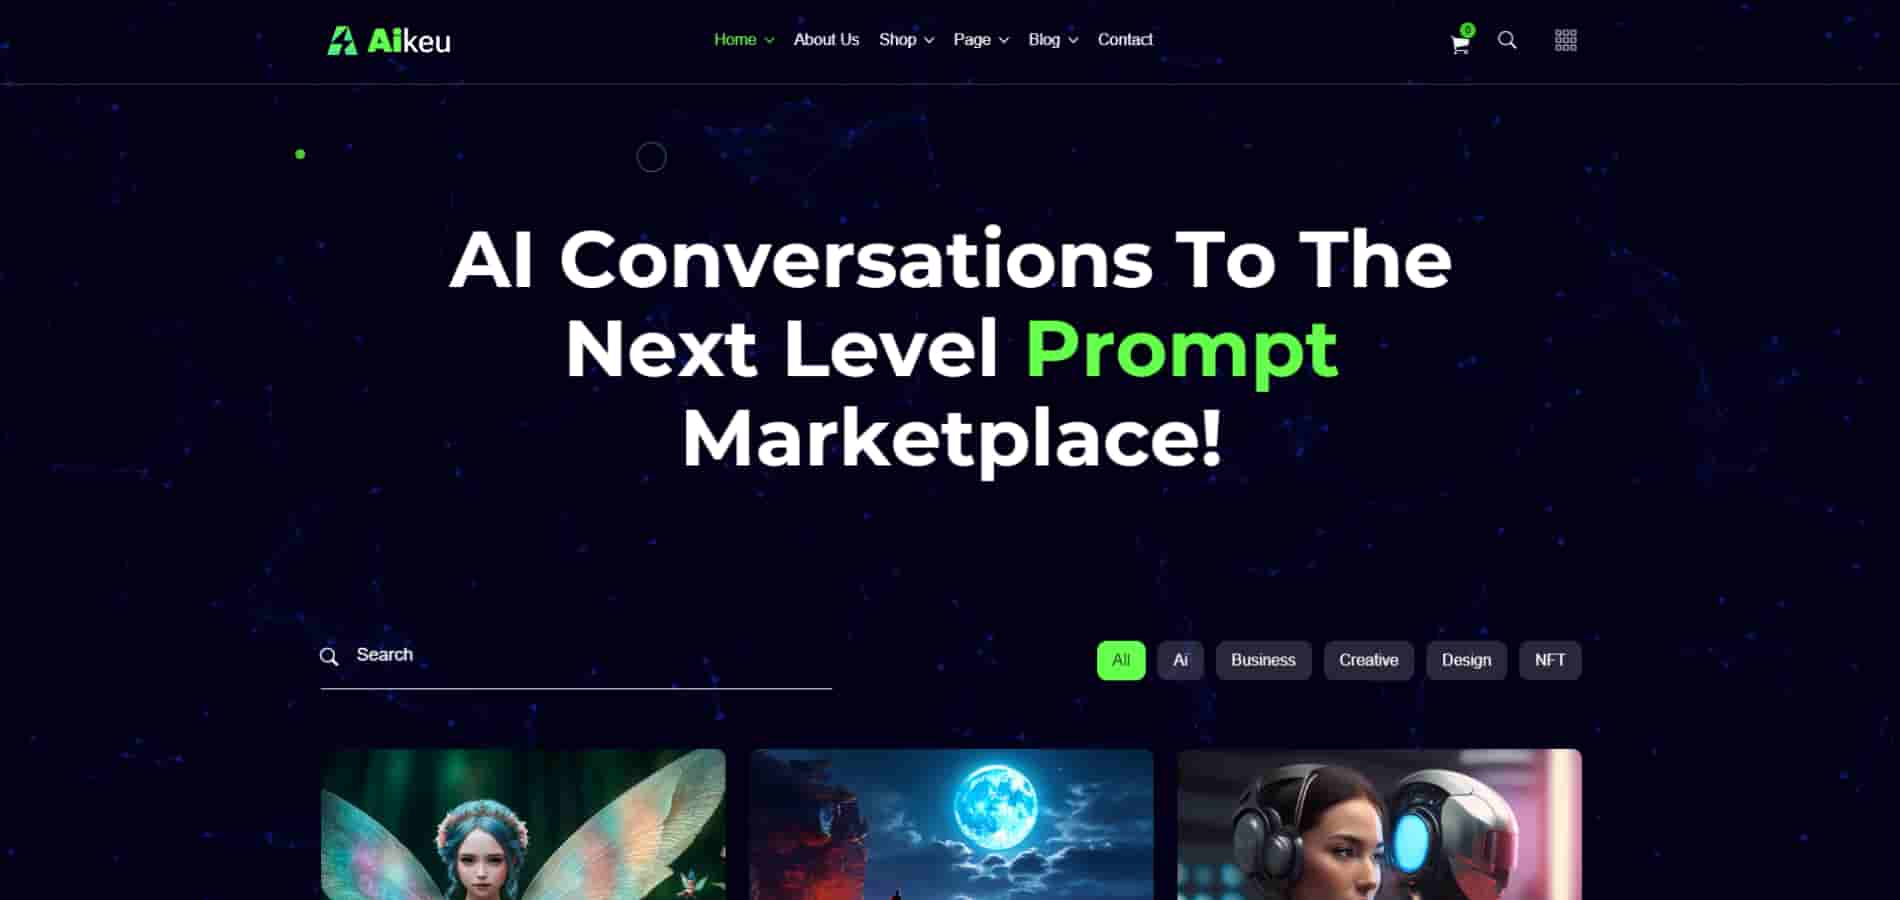 Aikeu
Home About Us Shop Page Blog Contact
0
AI Conversations To The
Next Level Prompt
Marketplace!
Search
All Ai Business Creative Design NFT